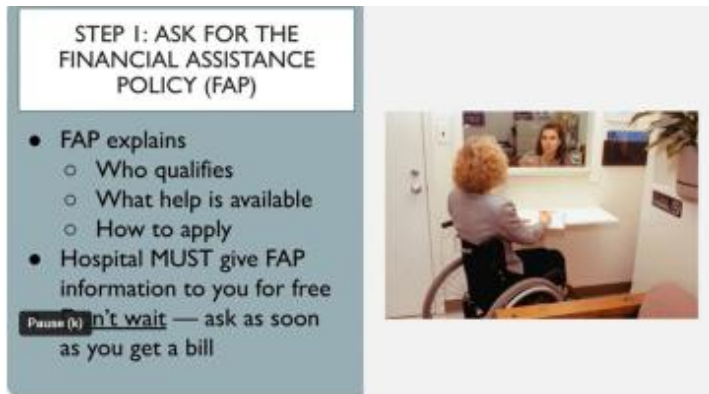 STEP 1: ASK FOR THE
FINANCIAL ASSISTANCE
POLICY (FAP)
● FAP explains
○ Who qualifies
○ What help is available
○ How to apply
● Hospital MUST give FAP
information to you for free
Pause (k) n't wait — ask as soon
as you get a bill